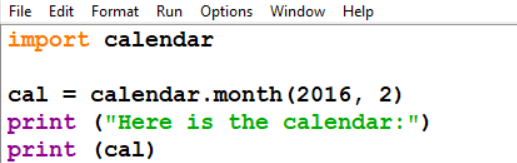 File Edit Format Run Options Window Help
import calendar
cal = calendar.month(2016, 2)
print ("Here is the calendar:")
print (cal)